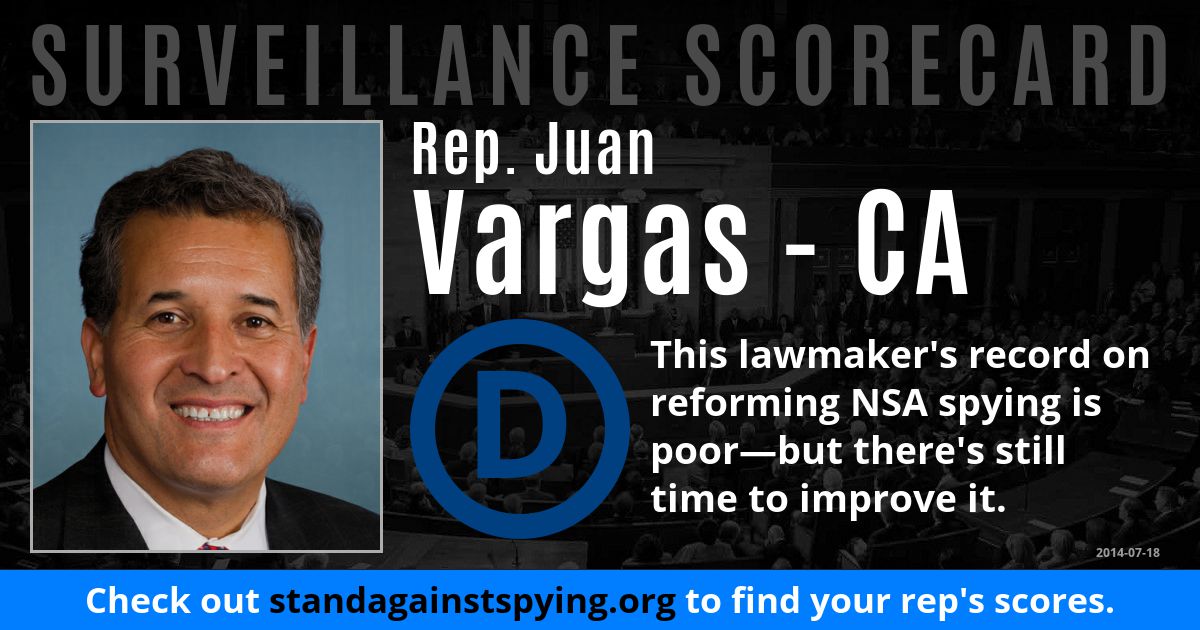 SURVEILLANCE SCORECARD
Rep. Juan
Vargas - CA
D
This lawmaker's record on
reforming NSA spying is
poor—but there's still
time to improve it.
2014-07-18
Check out standagainstspying.org to find your rep's scores.